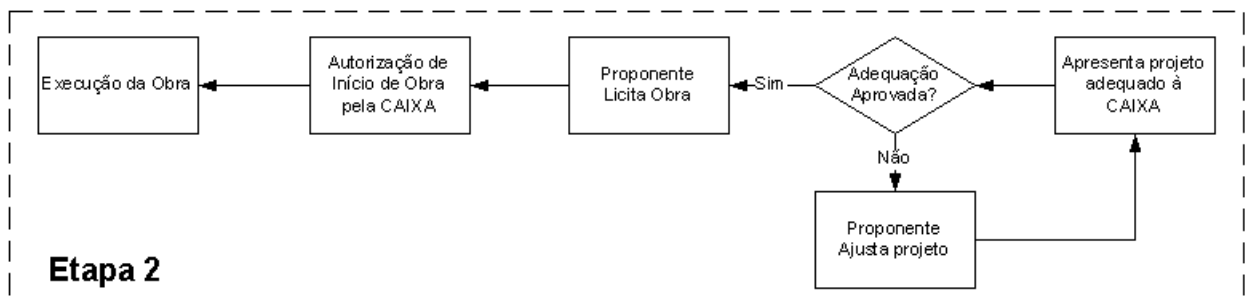 Execução da Obra
Autorização de
Início de Obra
pela CAIXA
Proponente
Licita Obra
Sim
Adequação
Aprovada?
Apresenta projeto
adequado à
CAIXA
Não
Proponente
Ajusta projeto
Etapa 2